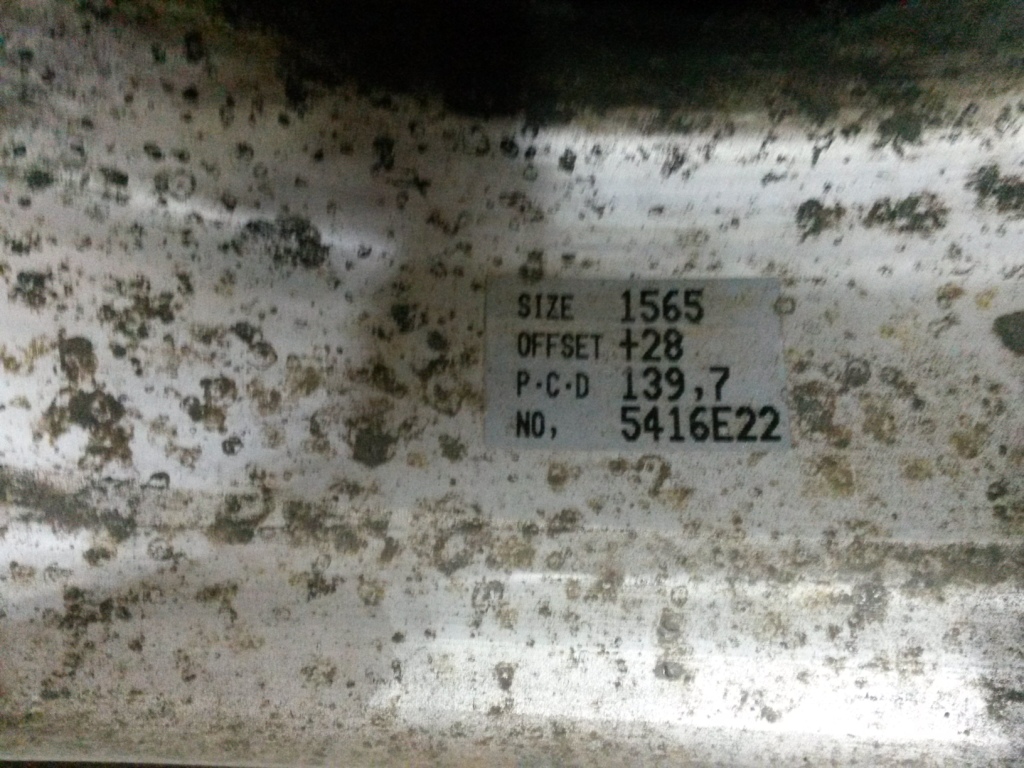 SIZE 1565
OFFSET +28
P·C·D 139,7
NO, 5416E22